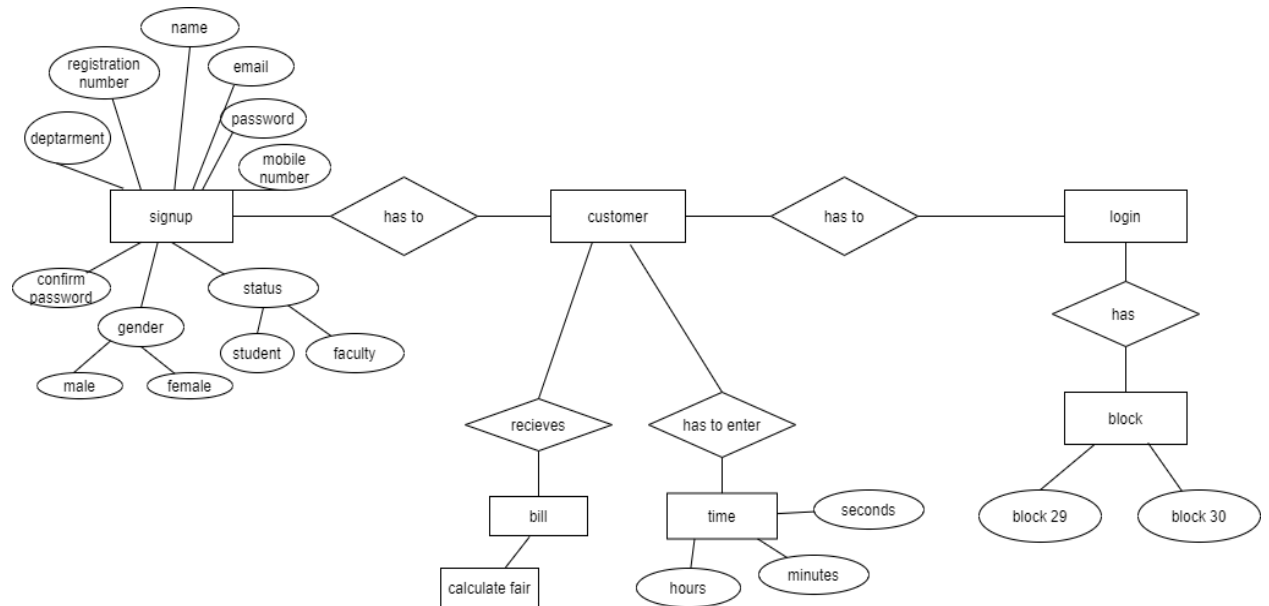 name
registration
number
email
password
deptarment
mobile
number
signup
has to
customer
has to
login
confirm
password
status
gender
has
student
faculty
male
female
recieves
has to enter
block
bill
time
seconds
block 29
block 30
calculate fair
hours
minutes